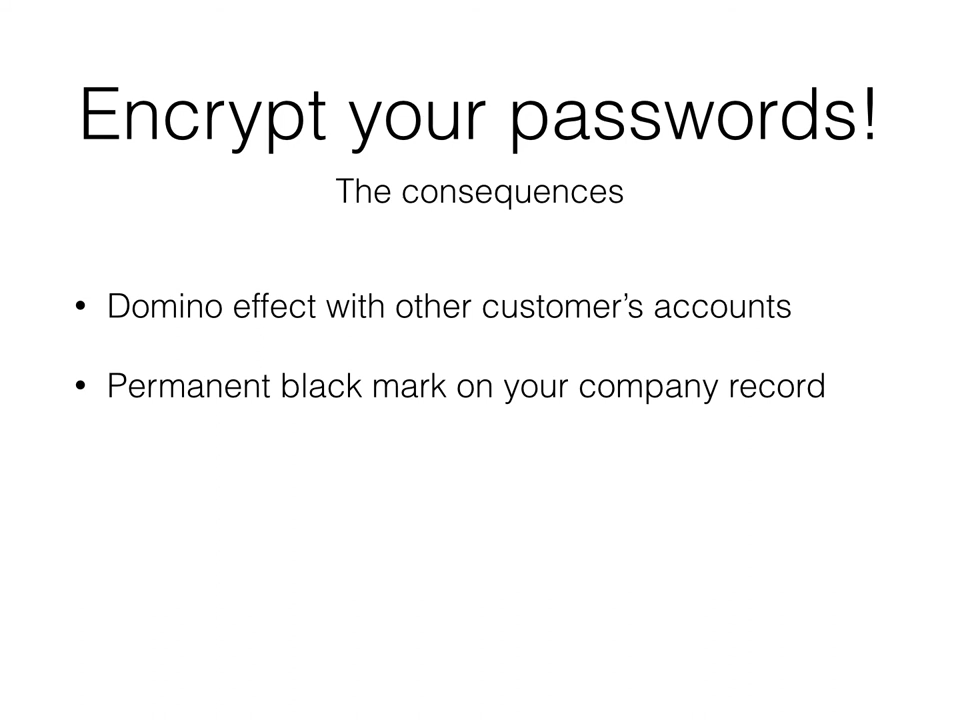 Encrypt your passwords!
The consequences
• Domino effect with other customer’s accounts
• Permanent black mark on your company record